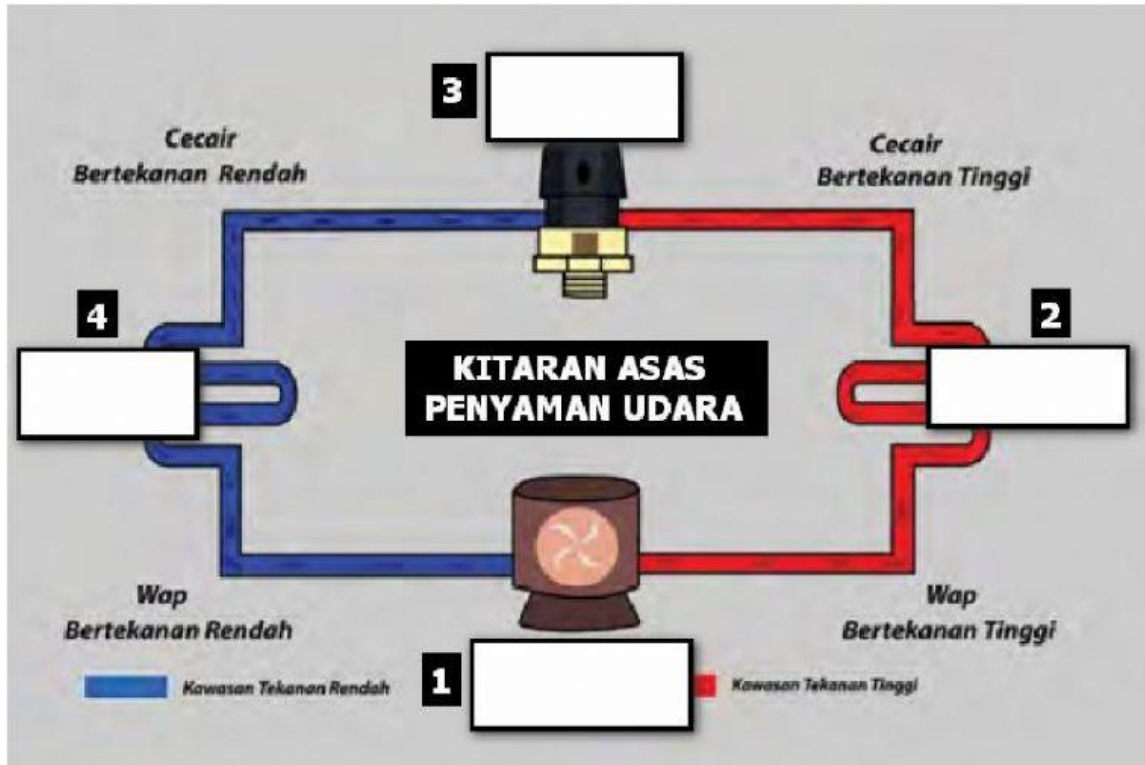 3
Cecair
Bertekanan Rendah
Cecair
Bertekanan Tinggi
4
2
KITARAN ASAS
PENYAMAN UDARA
Wap
Bertekanan Rendah
Wap
Bertekanan Tinggi
Kawasan Tekanan Rendah
1
Kawasan Tekanan Tinggi